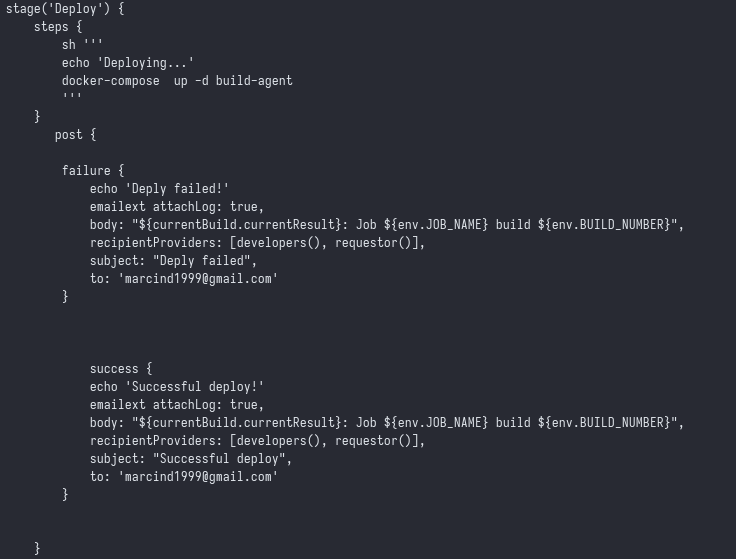 stage('Deploy') {
    steps {
        sh '''
        echo 'Deploying...'
        docker-compose  up -d build-agent
        '''
    }
       post {

        failure {
            echo 'Deply failed!'
            emailext attachLog: true,
            body: "${currentBuild.currentResult}: Job ${env.JOB_NAME} build ${env.BUILD_NUMBER}",
            recipientProviders: [developers(), requestor()],
            subject: "Deply failed",
            to: 'marcind1999@gmail.com'
        }



            success {
            echo 'Successful deploy!'
            emailext attachLog: true,
            body: "${currentBuild.currentResult}: Job ${env.JOB_NAME} build ${env.BUILD_NUMBER}",
            recipientProviders: [developers(), requestor()],
            subject: "Successful deploy",
            to: 'marcind1999@gmail.com'
        }


    }